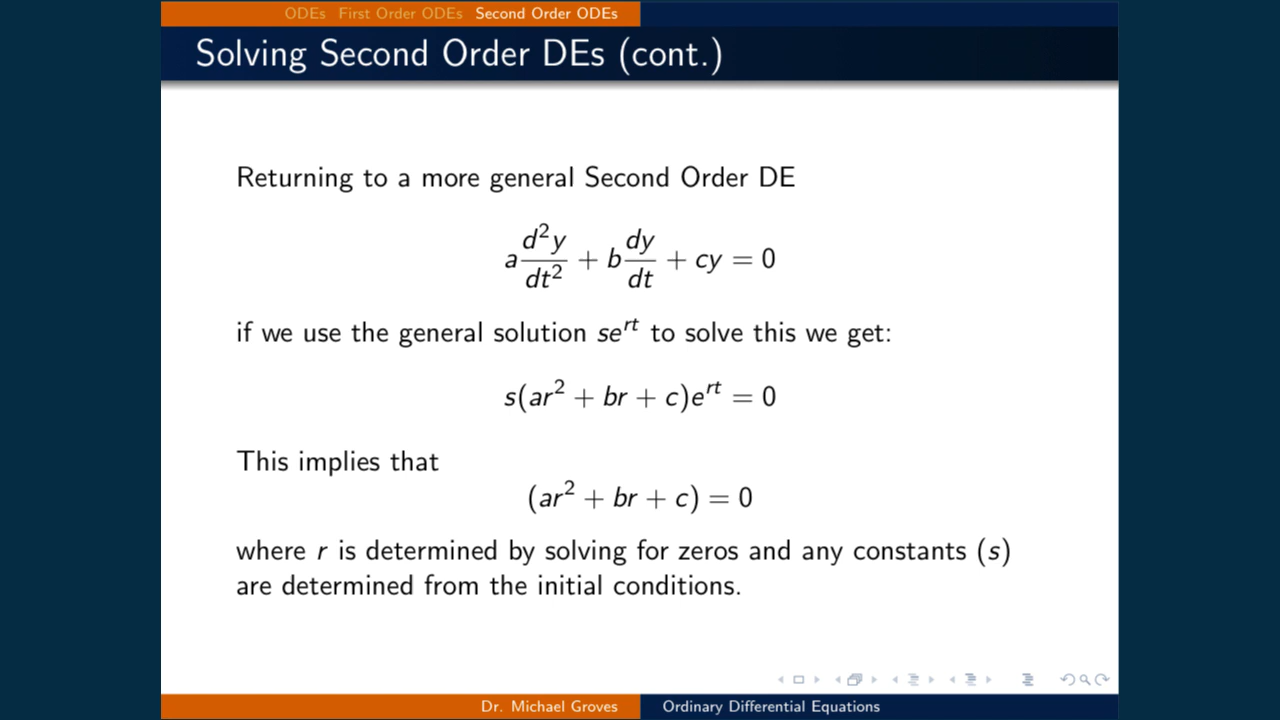 ODEs First Order ODEs Second Order ODEs
Solving Second Order DEs (cont.)
Returning to a more general Second Order DE
a d²y/dt² + b dy/dt + cy = 0
if we use the general solution seʳᵗ to solve this we get:
s(ar² + br + c)eʳᵗ = 0
This implies that
(ar² + br + c) = 0
where r is determined by solving for zeros and any constants (s)
are determined from the initial conditions.
Dr. Michael Groves Ordinary Differential Equations